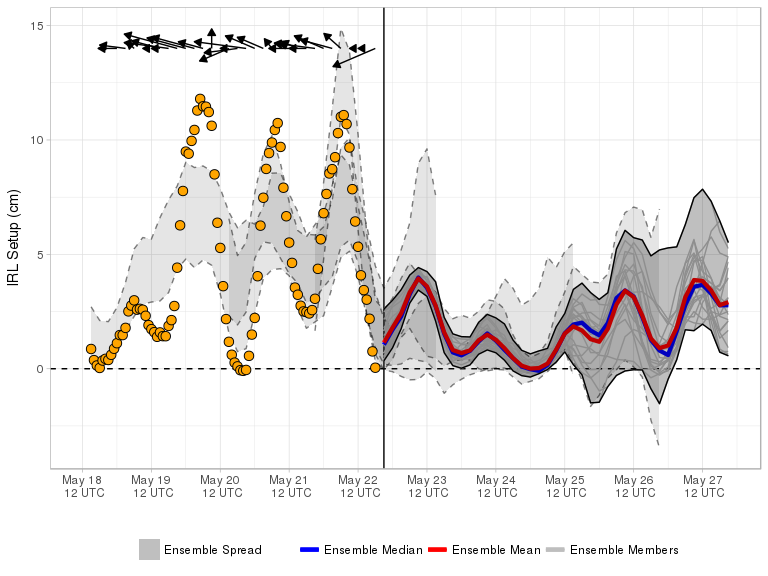 15
10
5
0
IRL Setup (cm)
May 18 May 19 May 20 May 21 May 22 May 23 May 24 May 25 May 26 May 27
12 UTC 12 UTC 12 UTC 12 UTC 12 UTC 12 UTC 12 UTC 12 UTC 12 UTC 12 UTC
Ensemble Spread Ensemble Median Ensemble Mean Ensemble Members